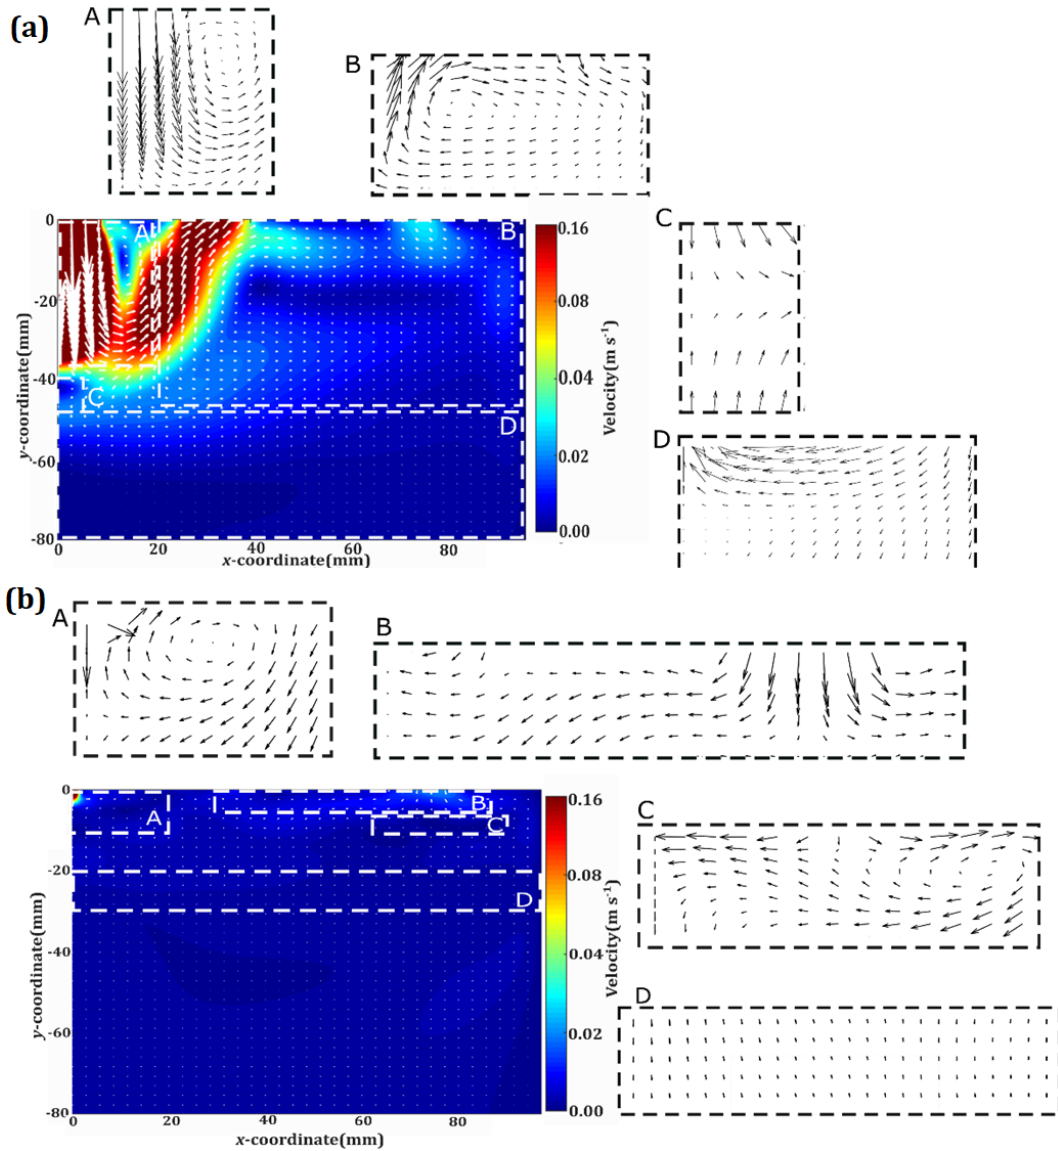 (a)
A
B
C
D
0
-20
-40
-60
-80
y-coordinate(mm)
A
B
C
D
0
20
40
60
80
x-coordinate(mm)
0.16
0.08
0.04
0.02
0.00
Velocity(m s-1)
(b)
A
B
C
D
0
-20
-40
-60
-80
y-coordinate(mm)
A
B
C
D
0
20
40
60
80
x-coordinate(mm)
0.16
0.08
0.04
0.02
0.00
Velocity(m s-1)